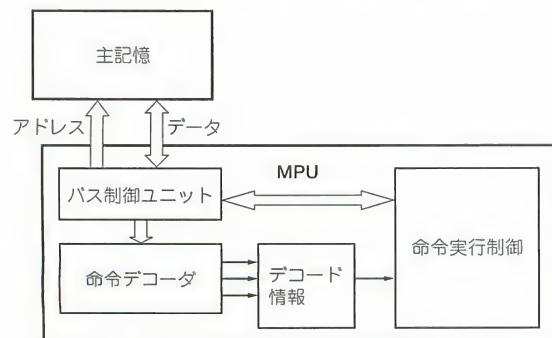 主記憶
アドレス
データ
MPU
バス制御ユニット
命令デコーダ
デコード
情報
命令実行制御